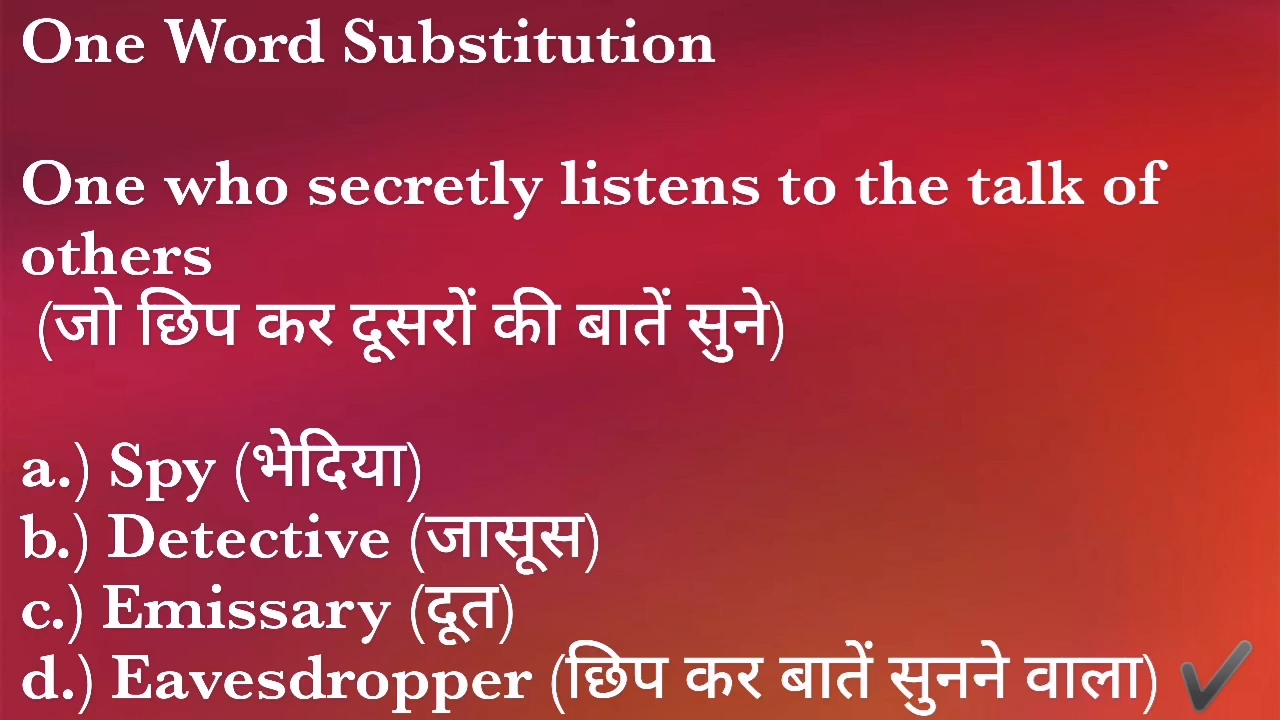 One Word Substitution
One who secretly listens to the talk of
others
(जो छिप कर दूसरों की बातें सुने)
a.) Spy (भेदिया)
b.) Detective (जासूस)
c.) Emissary (दूत)
d.) Eavesdropper (छिप कर बातें सुनने वाला) ✔